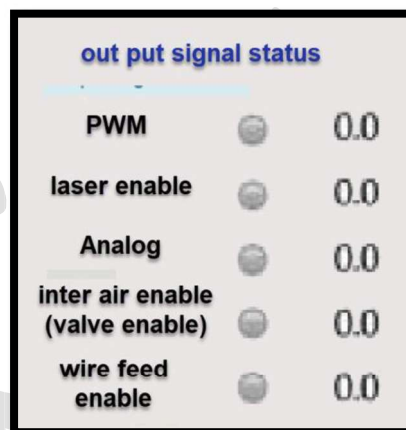 out put signal status
PWM 0.0
laser enable 0.0
Analog 0.0
inter air enable
(valve enable) 0.0
wire feed
enable 0.0